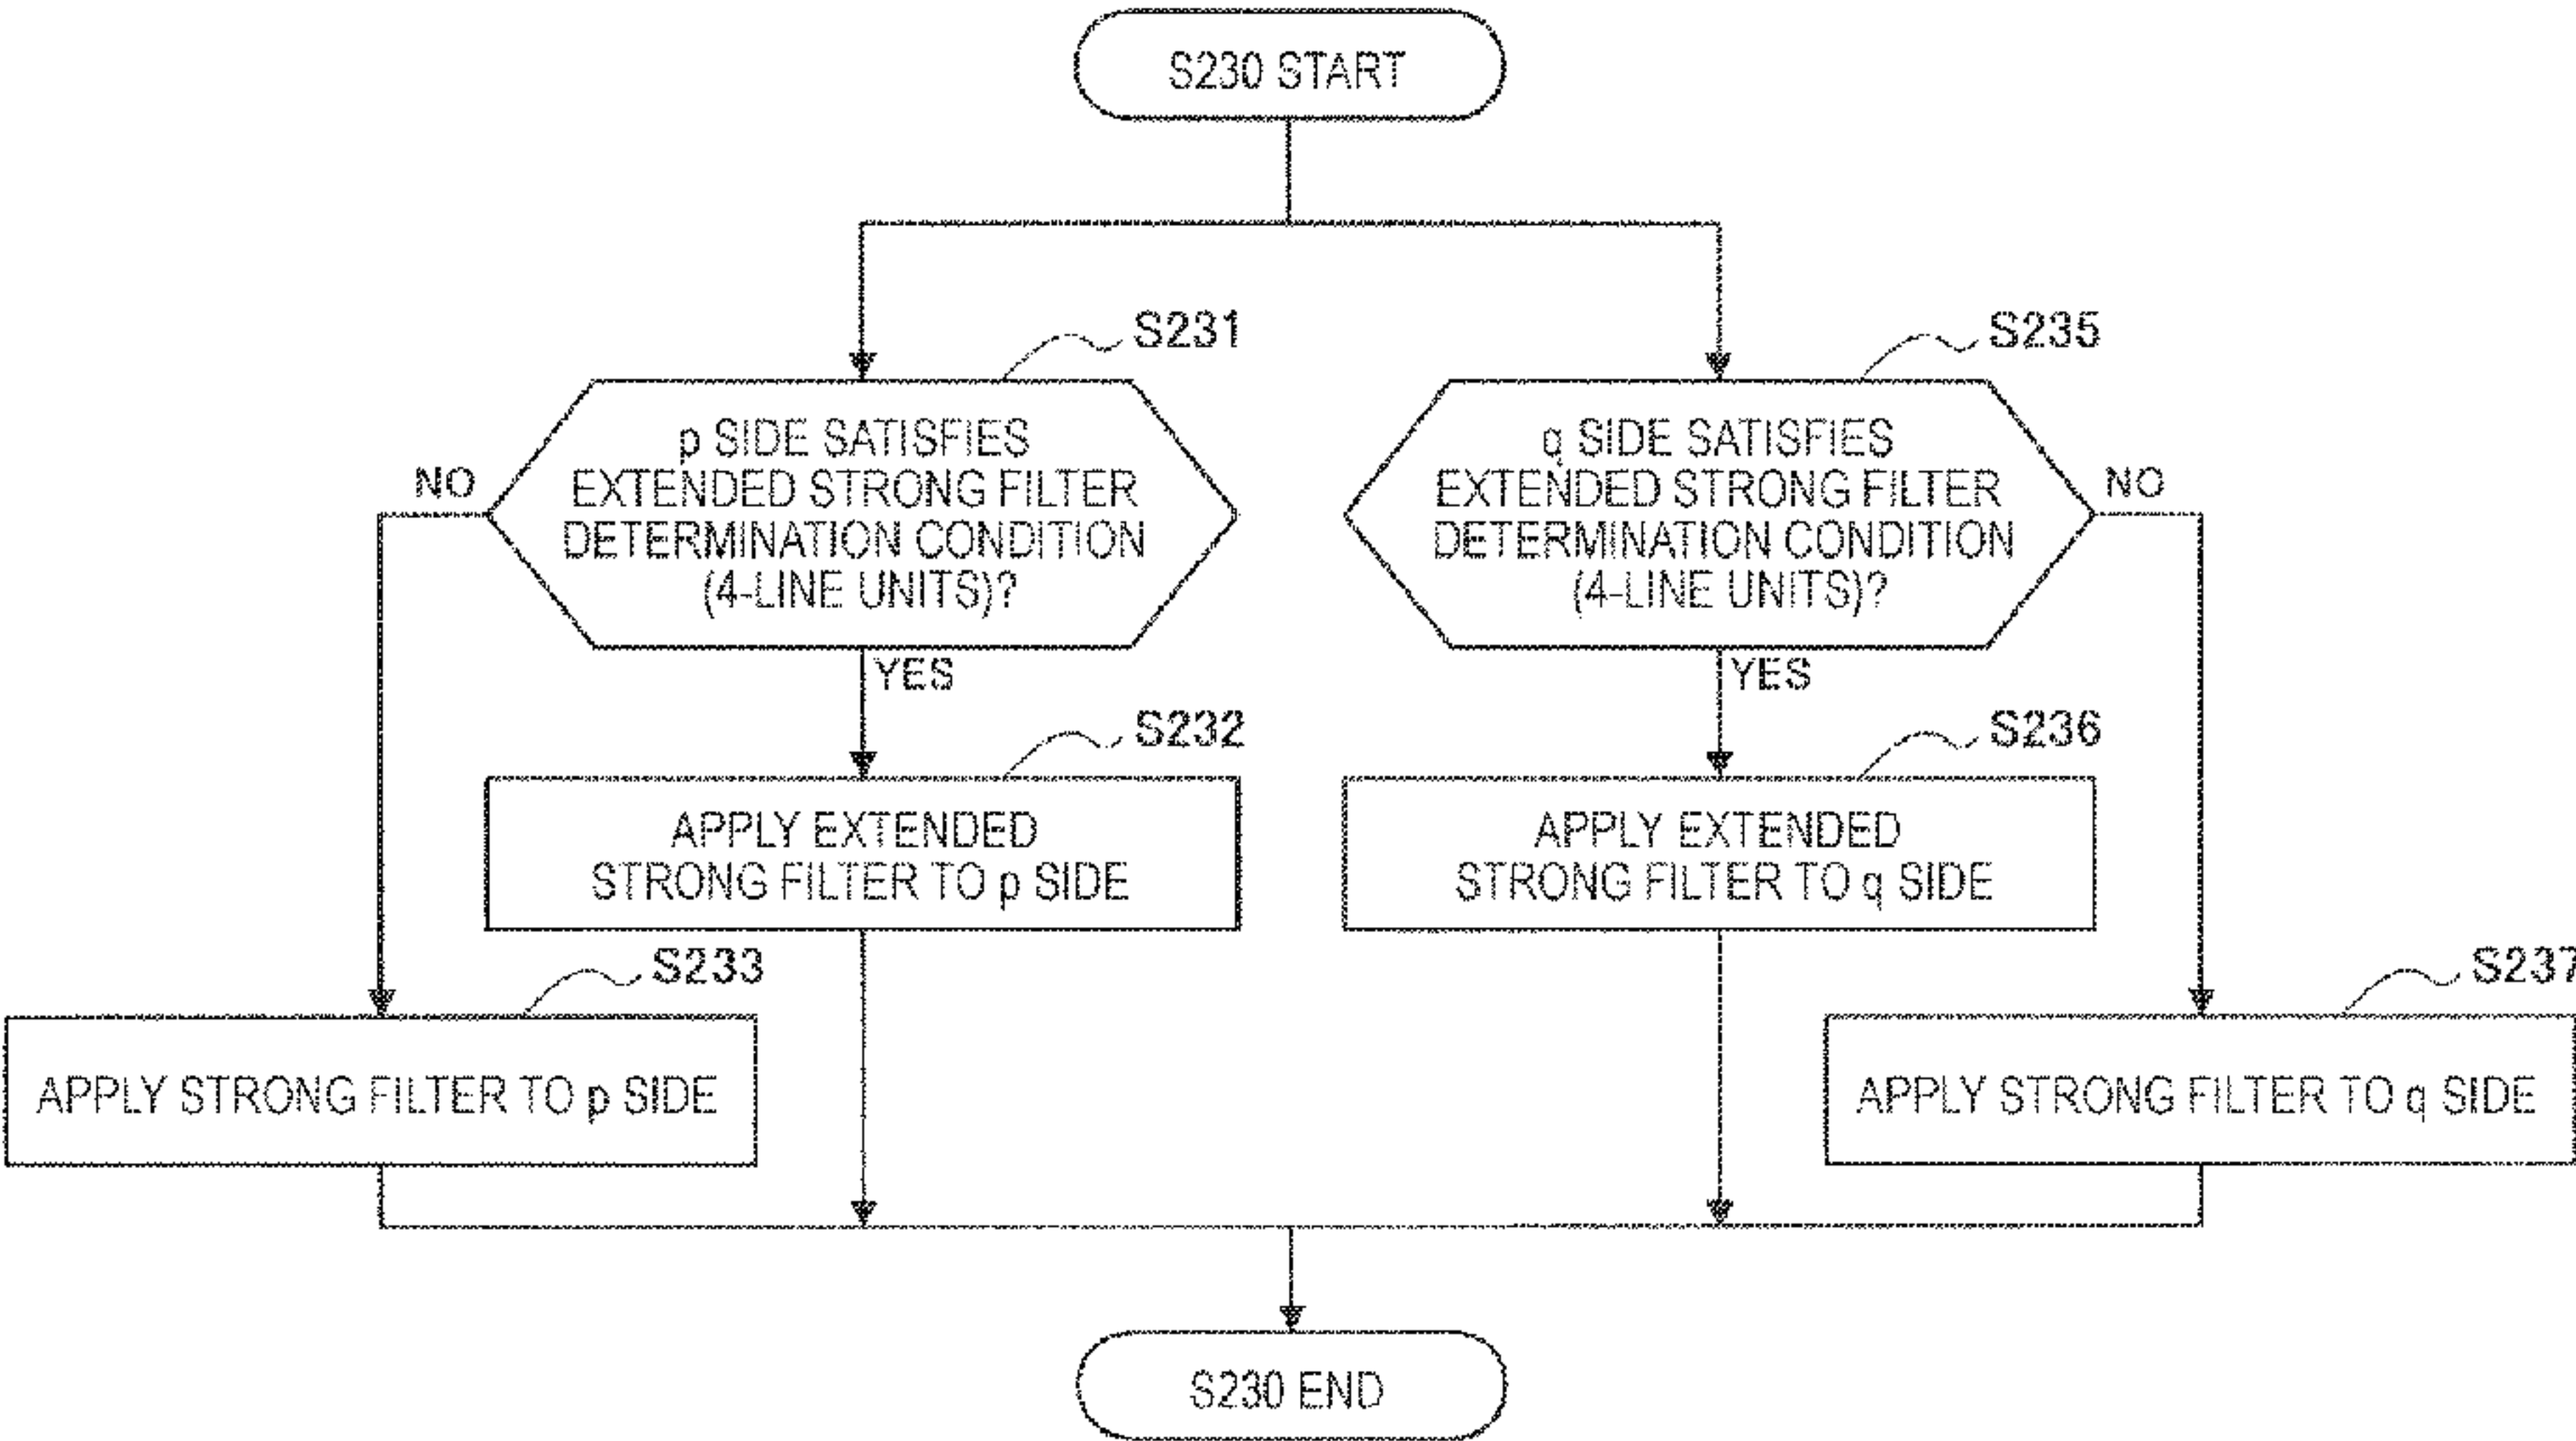 S230 START
S231
p SIDE SATISFIES
EXTENDED STRONG FILTER
DETERMINATION CONDITION
(4-LINE UNITS)?
NO
YES
S235
q SIDE SATISFIES
EXTENDED STRONG FILTER
DETERMINATION CONDITION
(4-LINE UNITS)?
NO
YES
S232
APPLY EXTENDED
STRONG FILTER TO p SIDE
S236
APPLY EXTENDED
STRONG FILTER TO q SIDE
S233
APPLY STRONG FILTER TO p SIDE
S237
APPLY STRONG FILTER TO q SIDE
S230 END